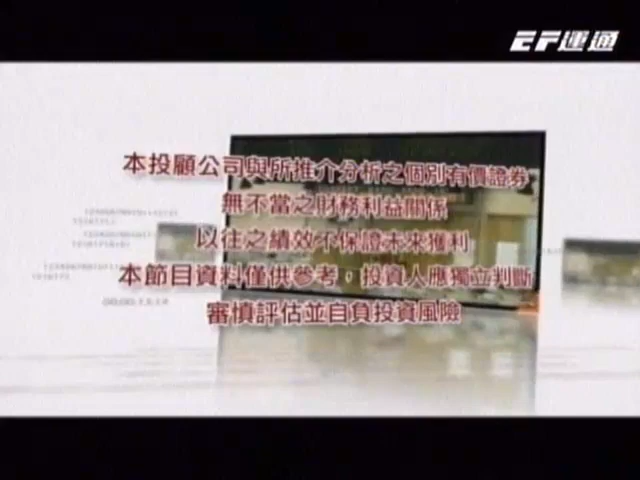 EF運通
本投顧公司與所推介分析之個別有價證券
無不當之財務利益關係
以往之績效不保證未來獲利
本節目資料僅供參考，投資人應獨立判斷
審慎評估並自負投資風險